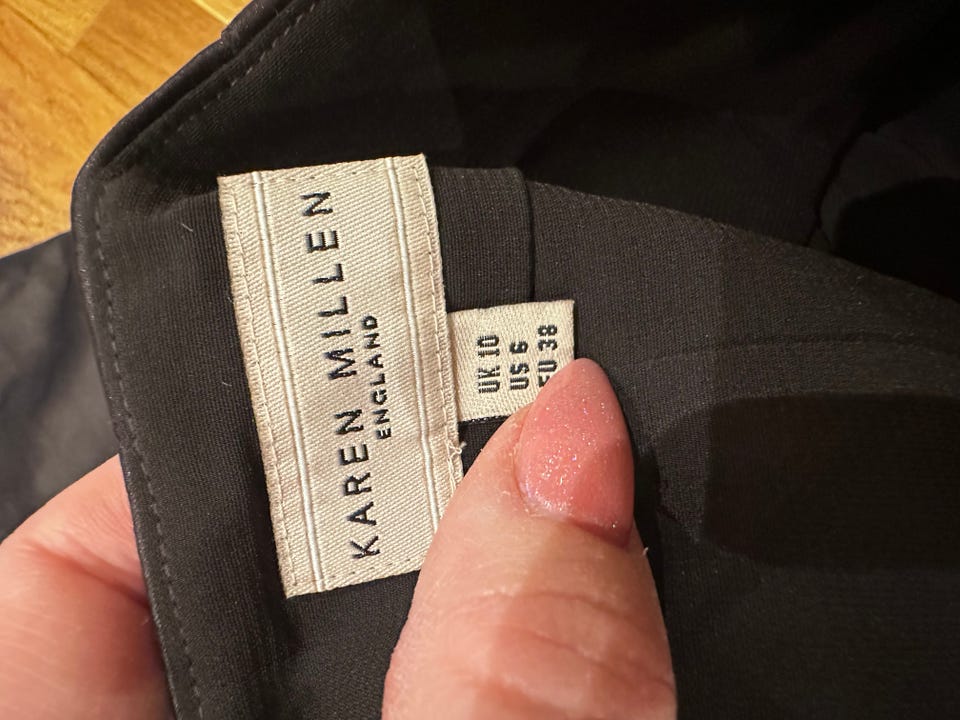 KAREN MILLEN
ENGLAND
UK 10
US 6
EU 38